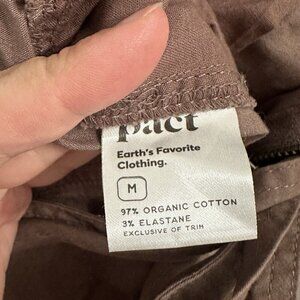 pact
Earth's Favorite
Clothing.
M
97% ORGANIC COTTON
3% ELASTANE
EXCLUSIVE OF TRIM